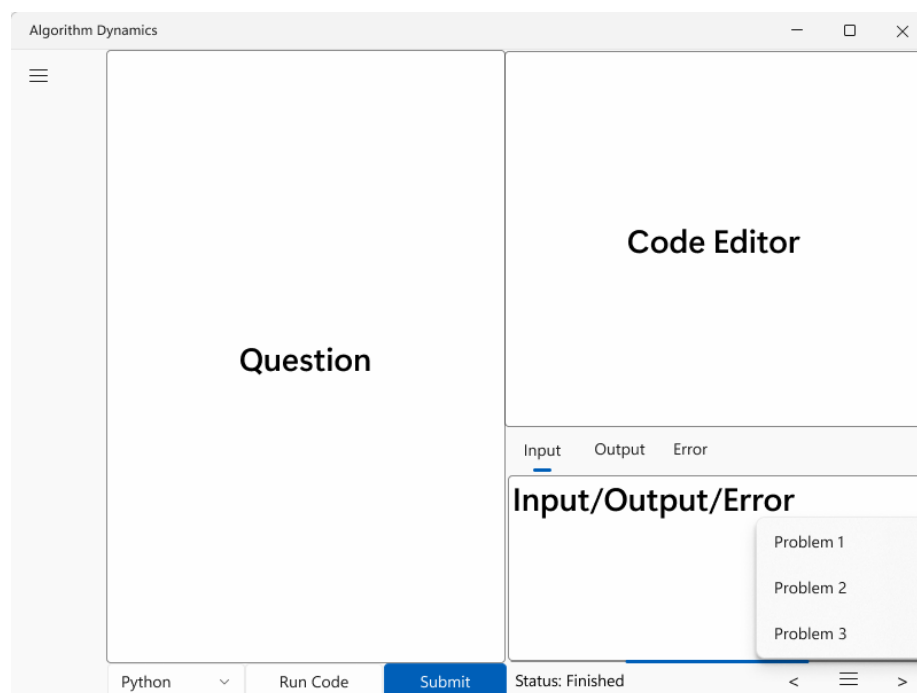 Algorithm Dynamics
Question
Code Editor
Input Output Error
Input/Output/Error
Problem 1
Problem 2
Problem 3
Python Run Code Submit Status: Finished < >